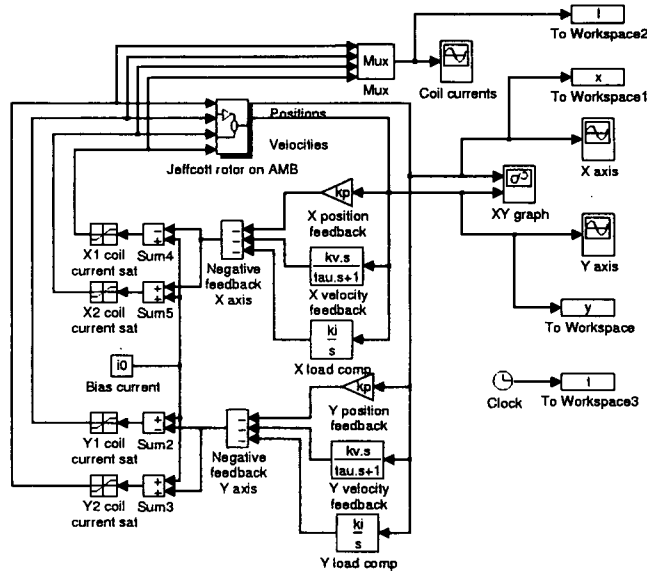 I
To Workspace2
Mux
Mux
Coil currents
x
To Workspace1
Positions
Velocities
Jeffcott rotor on AMB
X axis
XY graph
kp
X position
feedback
X1 coil
current sat
Sum4
Negative
feedback
X axis
kv.s
tau.s+1
X velocity
feedback
Y axis
X2 coil
current sat
Sum5
y
To Workspace
ki
s
X load comp
i0
Bias current
Clock
t
To Workspace3
kp
Y position
feedback
Y1 coil
current sat
Sum2
Negative
feedback
Y axis
kv.s
tau.s+1
Y velocity
feedback
Y2 coil
current sat
Sum3
ki
s
Y load comp